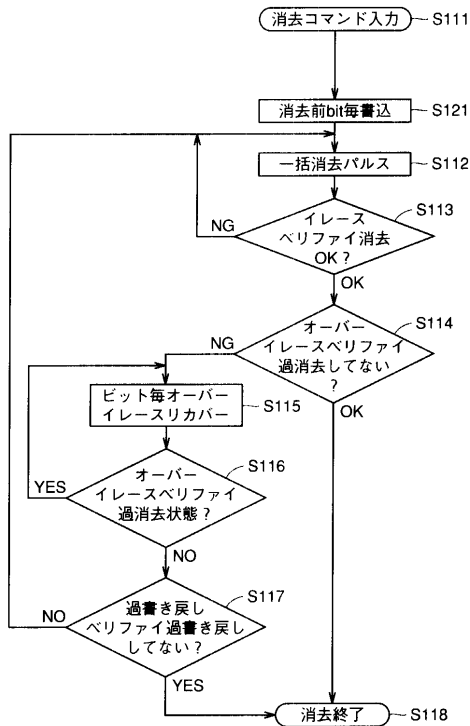 消去コマンド入力 S111
消去前bit毎書込 S121
一括消去パルス S112
イレース
ベリファイ消去
OK？
S113
NG
OK
オーバー
イレースベリファイ
過消去してない
？
S114
NG
OK
ビット毎オーバー
イレースリカバー
S115
オーバー
イレースベリファイ
過消去状態？
S116
YES
NO
過書き戻し
ベリファイ過書き戻し
してない？
S117
NO
YES
消去終了 S118